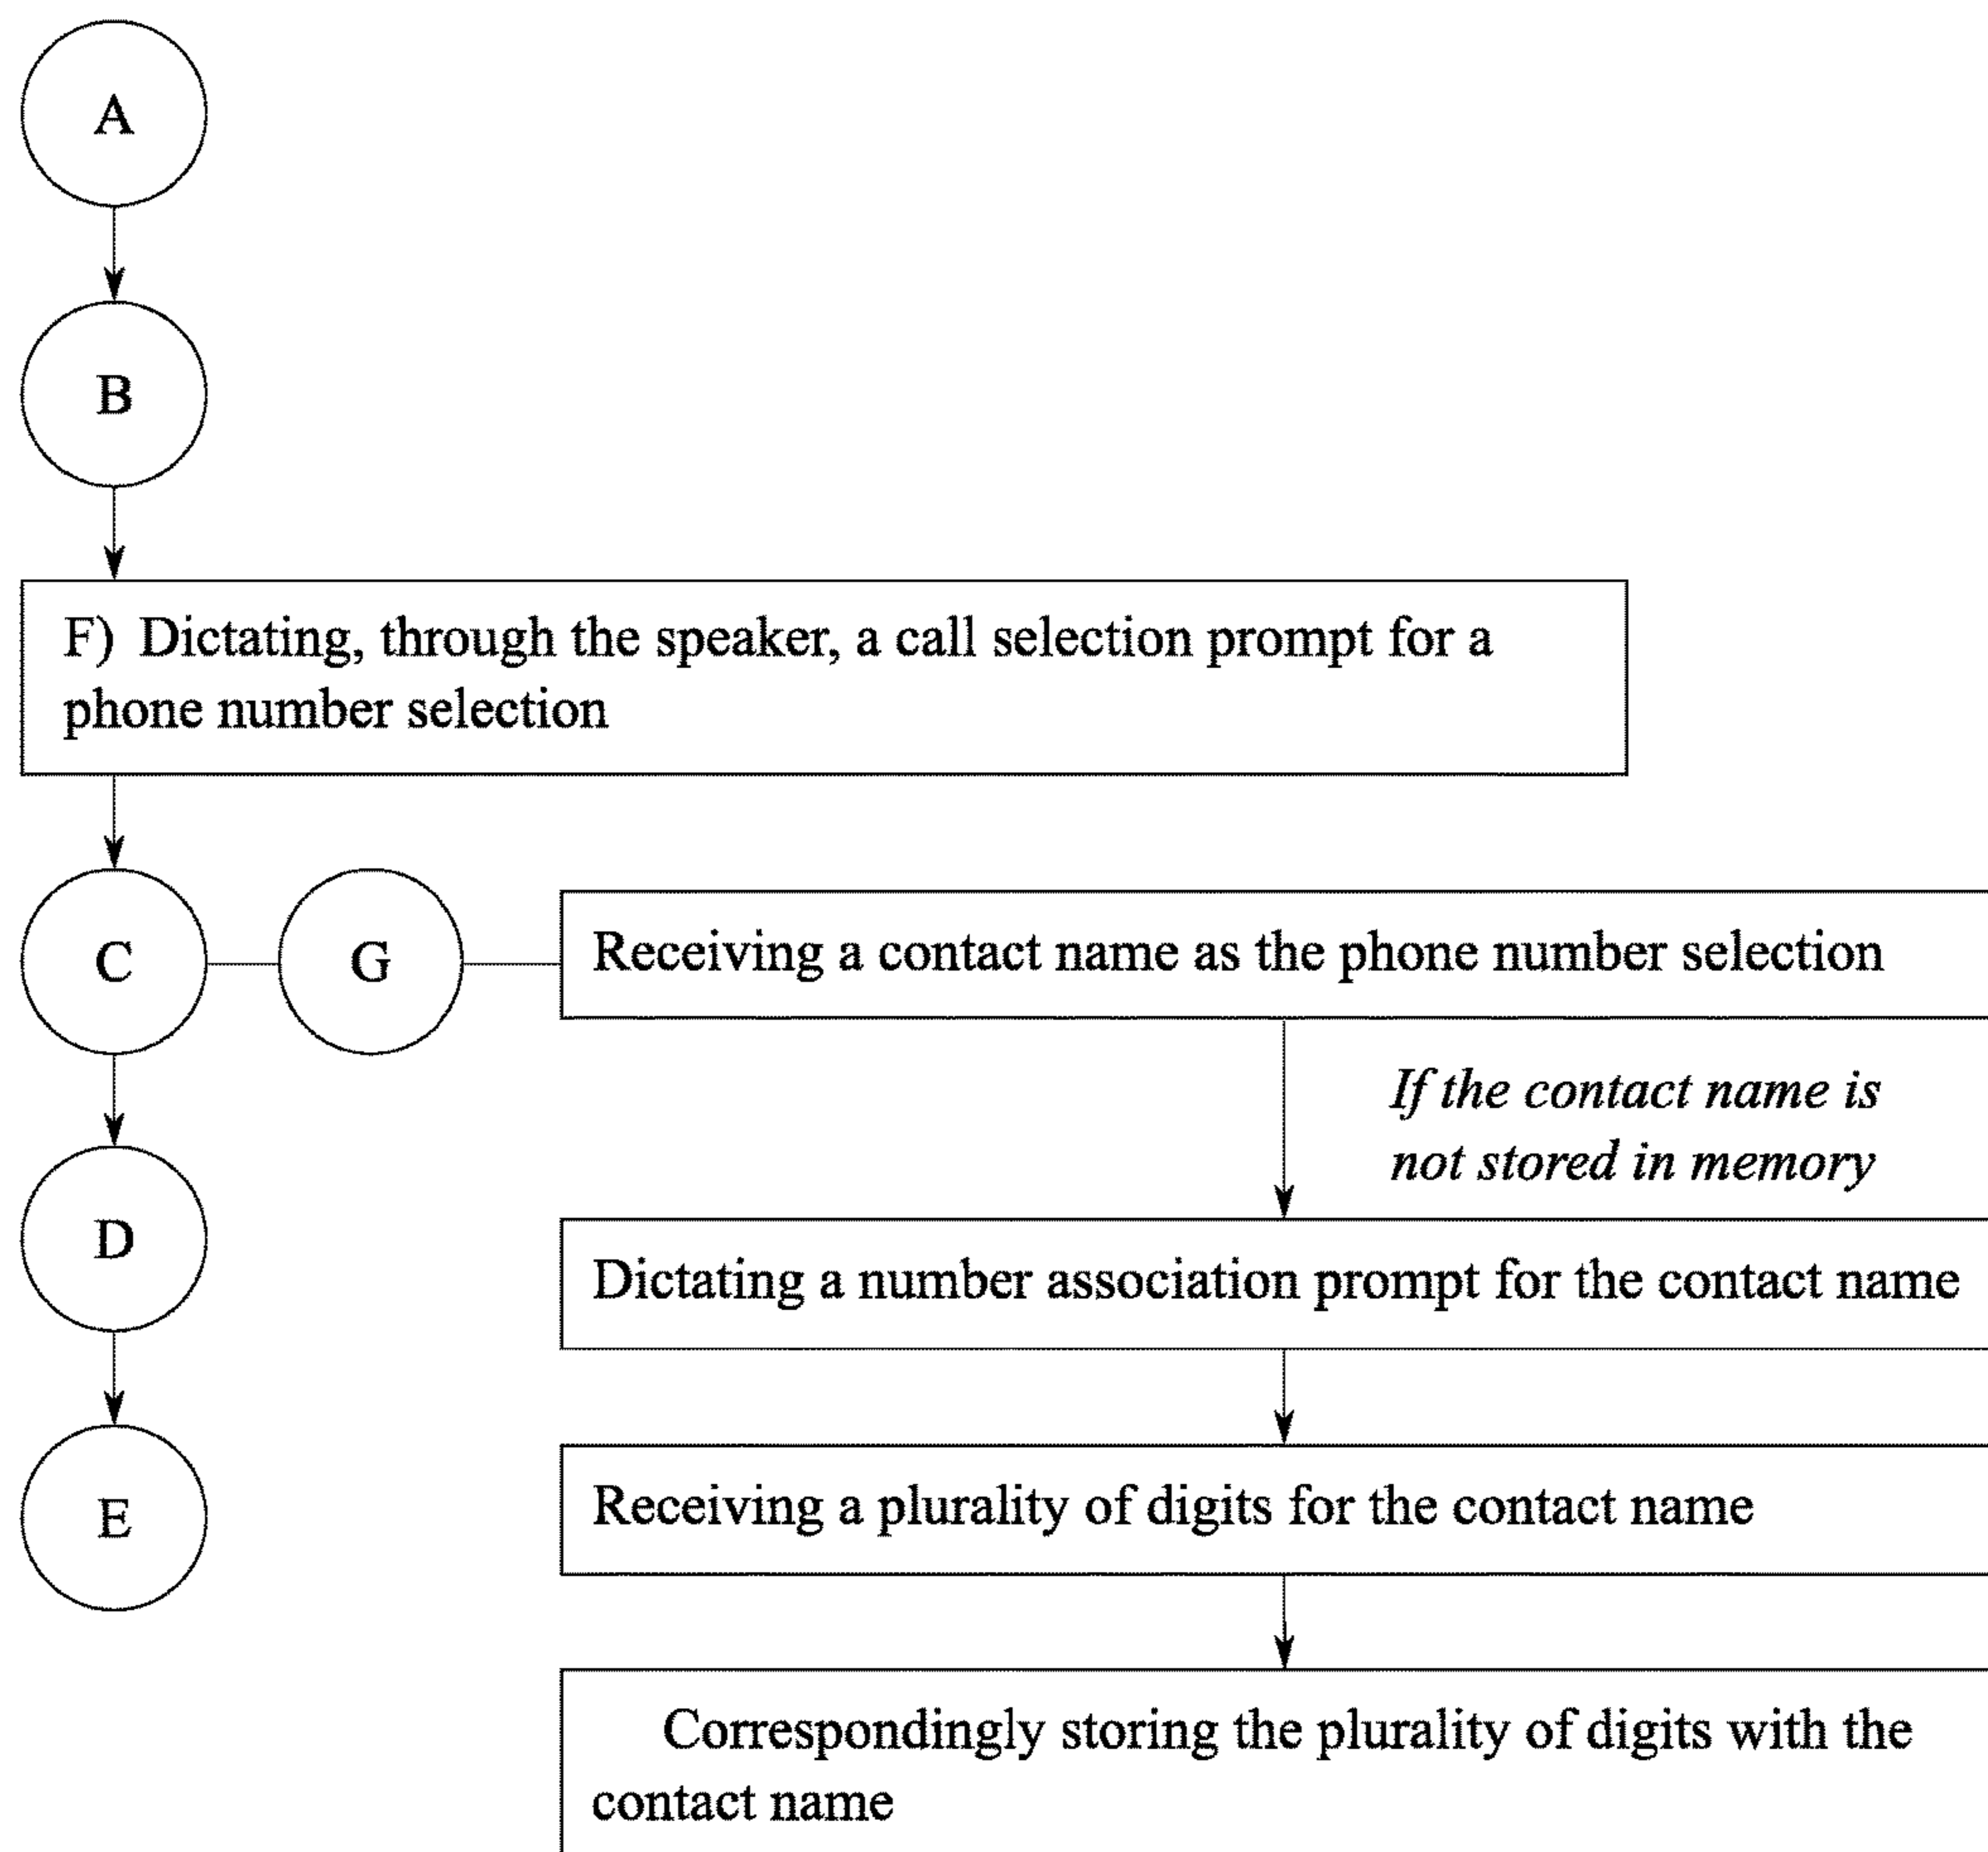 A
B
F) Dictating, through the speaker, a call selection prompt for a
phone number selection
C
G
Receiving a contact name as the phone number selection
If the contact name is
not stored in memory
D
Dictating a number association prompt for the contact name
E
Receiving a plurality of digits for the contact name
Correspondingly storing the plurality of digits with the
contact name